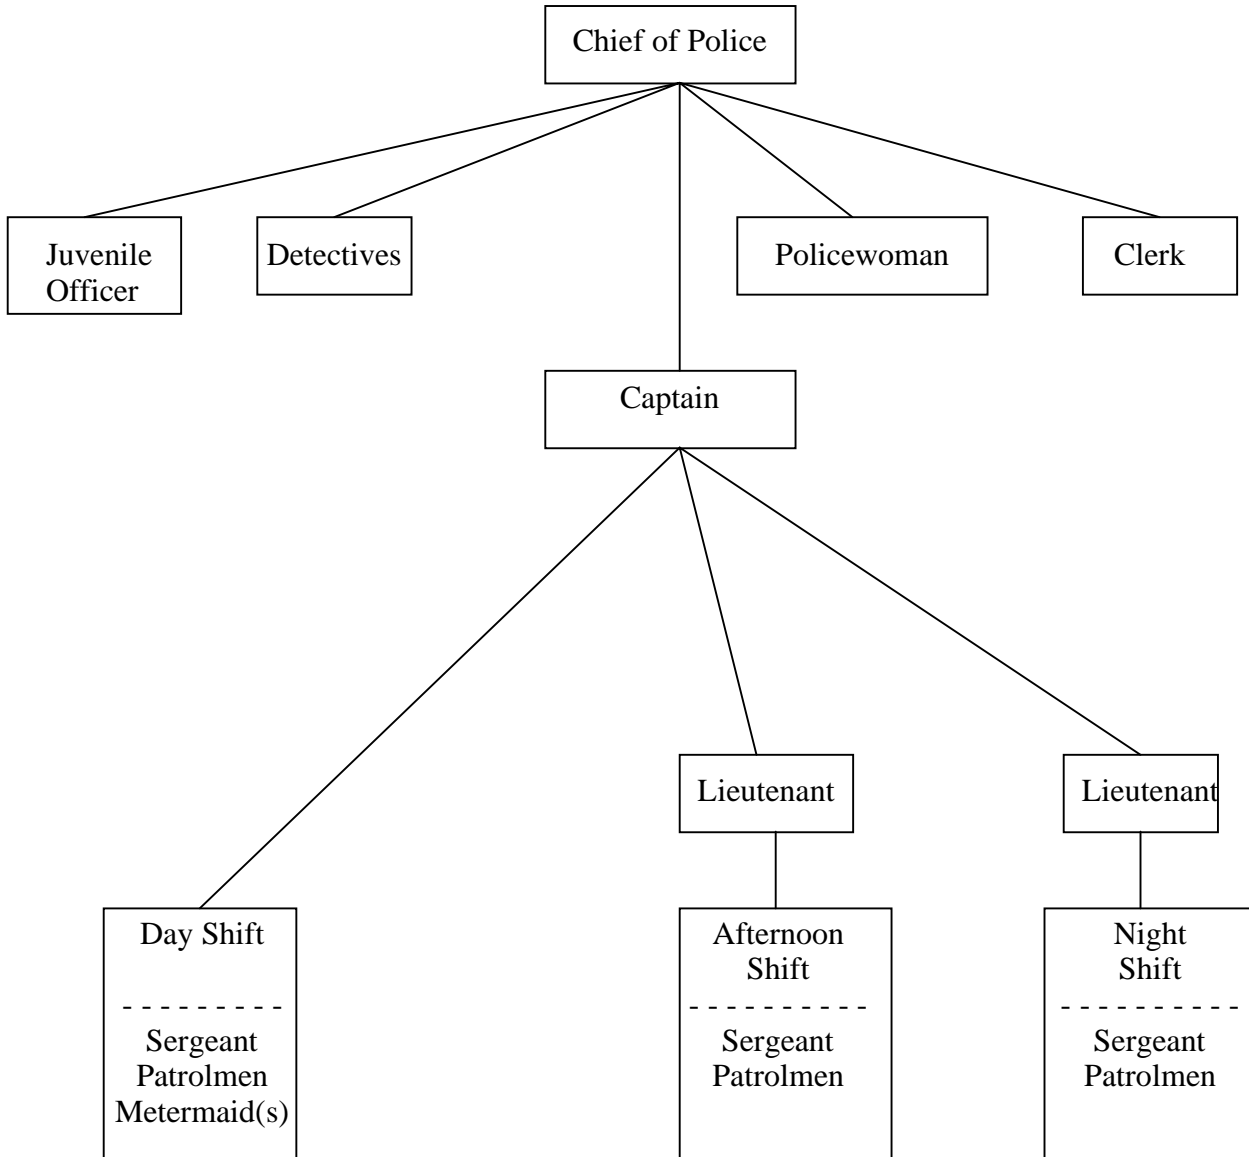 Chief of Police
Juvenile
Officer
Detectives
Policewoman
Clerk
Captain
Lieutenant
Lieutenant
Day Shift
- - - - - - - - -
Sergeant
Patrolmen
Metermaid(s)
Afternoon
Shift
- - - - - - - - - -
Sergeant
Patrolmen
Night
Shift
- - - - - - - - - -
Sergeant
Patrolmen